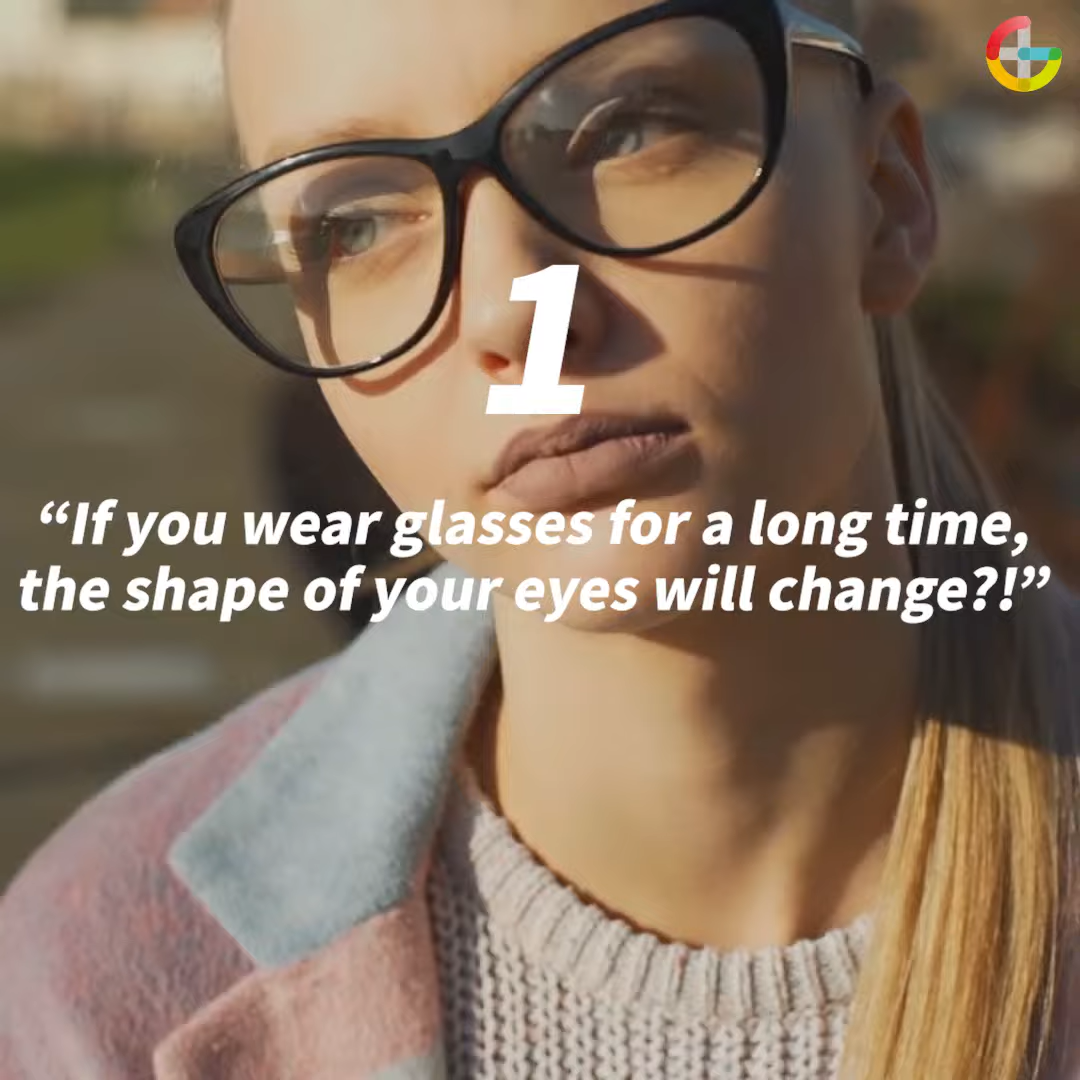 1
“If you wear glasses for a long time,
the shape of your eyes will change?!”